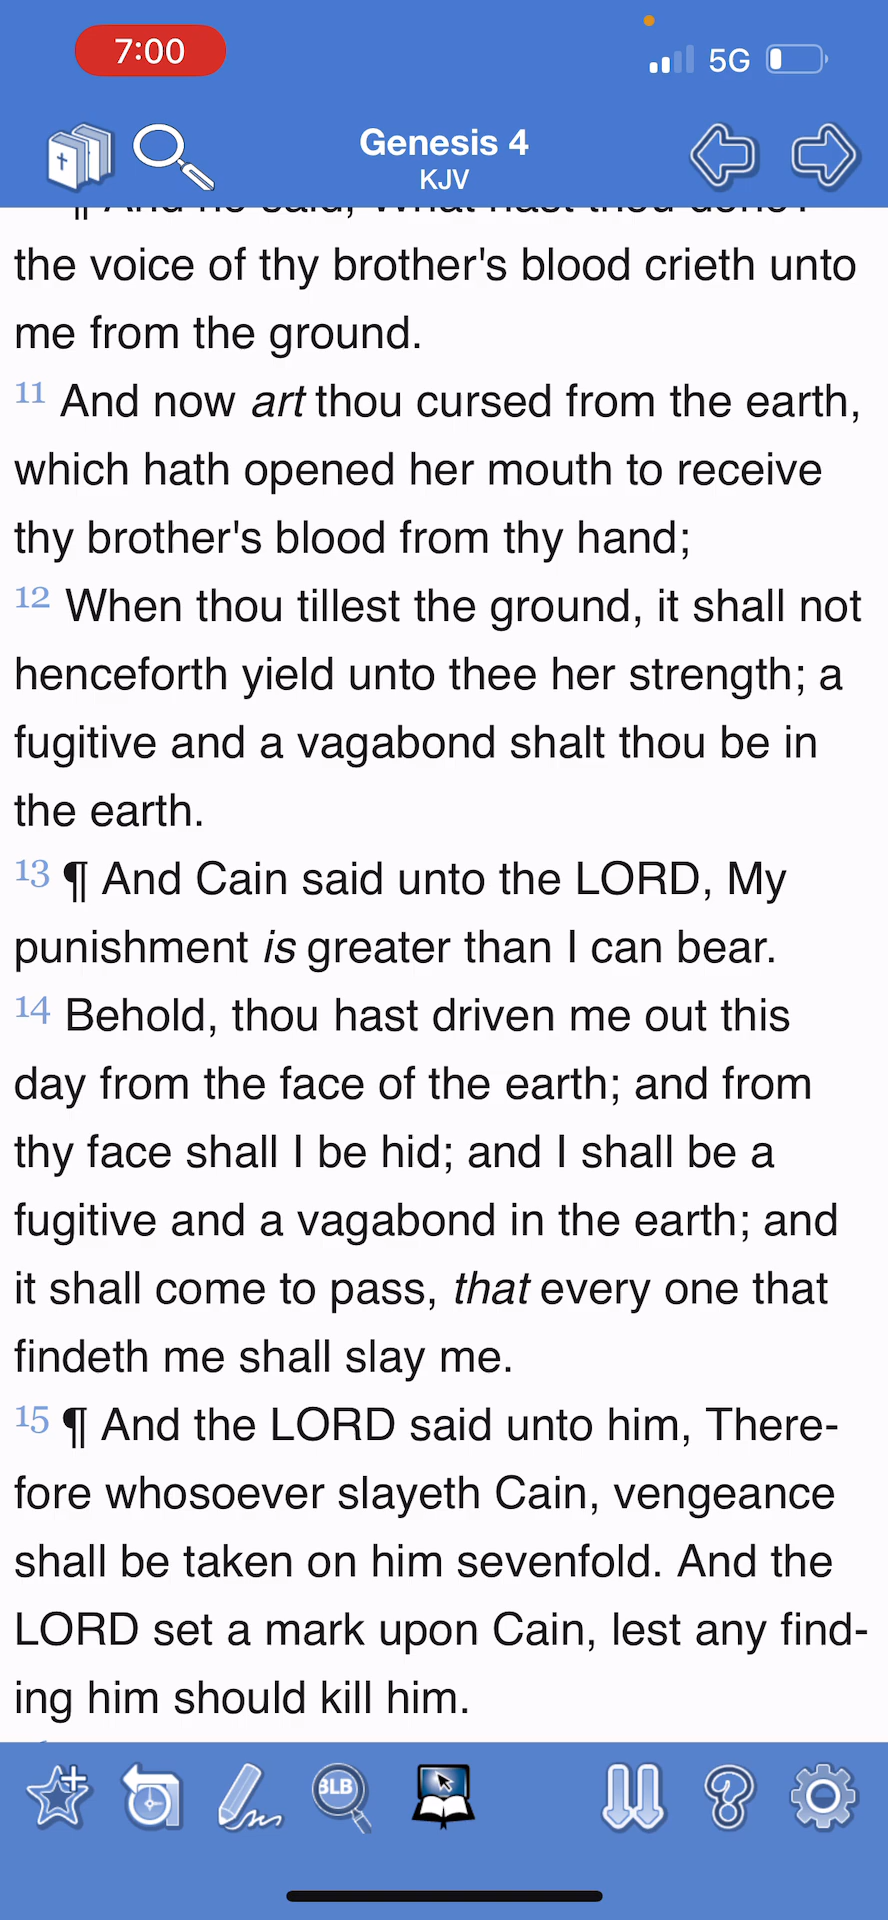 7:00
5G
Genesis 4
KJV
¶ And he said, What hast thou done?
the voice of thy brother's blood crieth unto
me from the ground.
11 And now art thou cursed from the earth,
which hath opened her mouth to receive
thy brother's blood from thy hand;
12 When thou tillest the ground, it shall not
henceforth yield unto thee her strength; a
fugitive and a vagabond shalt thou be in
the earth.
13 ¶ And Cain said unto the LORD, My
punishment is greater than I can bear.
14 Behold, thou hast driven me out this
day from the face of the earth; and from
thy face shall I be hid; and I shall be a
fugitive and a vagabond in the earth; and
it shall come to pass, that every one that
findeth me shall slay me.
15 ¶ And the LORD said unto him, There-
fore whosoever slayeth Cain, vengeance
shall be taken on him sevenfold. And the
LORD set a mark upon Cain, lest any find-
ing him should kill him.
BLB